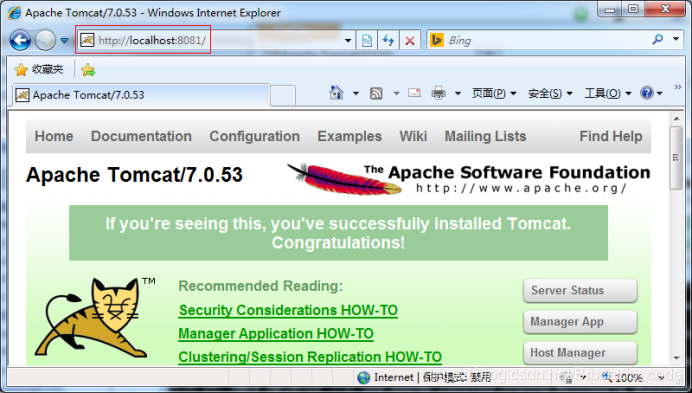 Apache Tomcat/7.0.53 - Windows Internet Explorer
http://localhost:8081/
Bing
收藏夹
Apache Tomcat/7.0.53
页面(P) 安全(S) 工具(O)
Home Documentation Configuration Examples Wiki Mailing Lists Find Help
Apache Tomcat/7.0.53
The Apache Software Foundation
http://www.apache.org/
If you're seeing this, you've successfully installed Tomcat.
Congratulations!
TM
Recommended Reading:
Security Considerations HOW-TO
Manager Application HOW-TO
Clustering/Session Replication HOW-TO
Server Status
Manager App
Host Manager
Internet | 保护模式: 禁用
100%